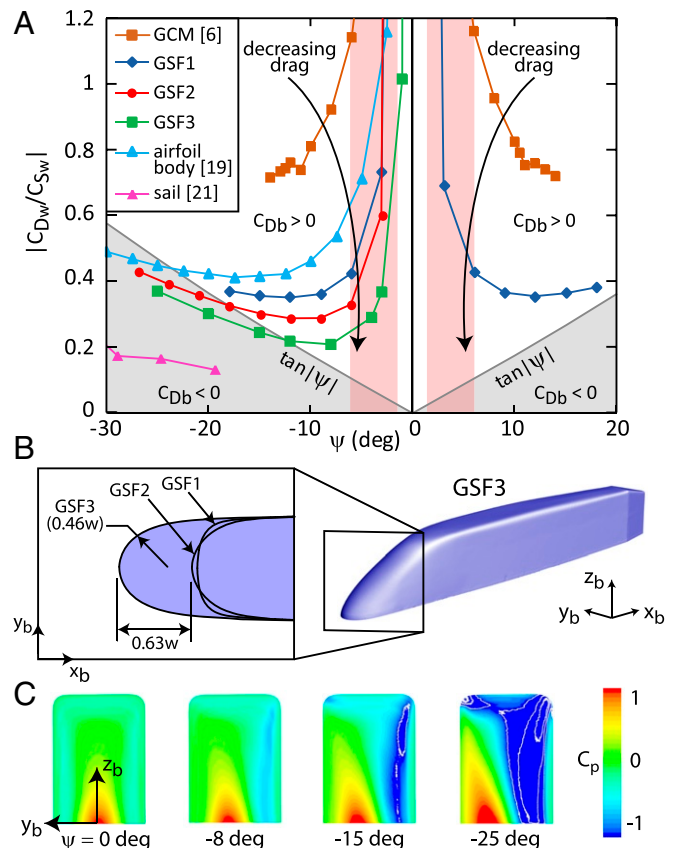 A
GCM [6]
GSF1
GSF2
GSF3
airfoil
body [19]
sail [21]
decreasing
drag
decreasing
drag
|C_Dw/C_Sw|
1.2
1
0.8
0.6
0.4
0.2
0
C_Db > 0
C_Db > 0
tan|ψ|
tan|ψ|
C_Db < 0
C_Db < 0
-30
-20
-10
0
10
20
ψ (deg)
B
GSF3
(0.46w)
GSF2
GSF1
0.63w
y_b
x_b
GSF3
z_b
y_b
x_b
C
z_b
y_b
ψ = 0 deg
-8 deg
-15 deg
-25 deg
C_p
1
0
-1